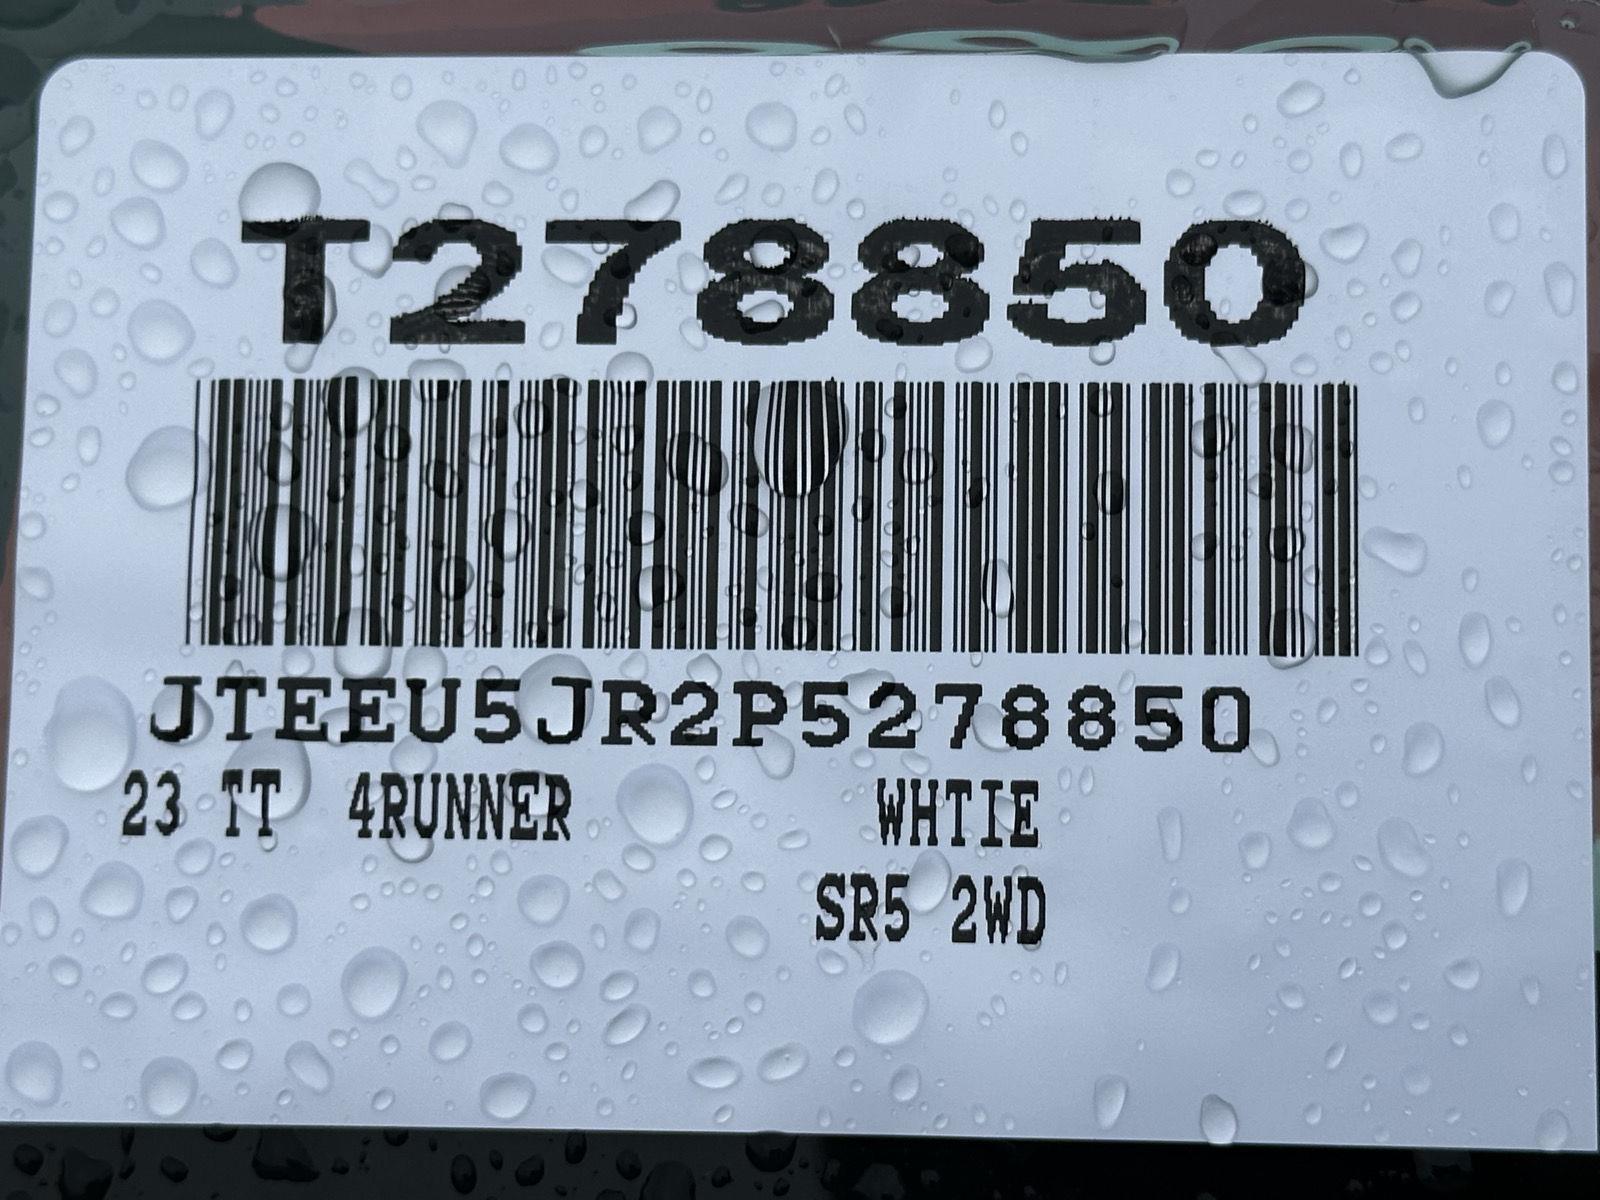 T278850
JTEEU5JR2P5278850
23 TT 4RUNNER WHTIE
SR5 2WD